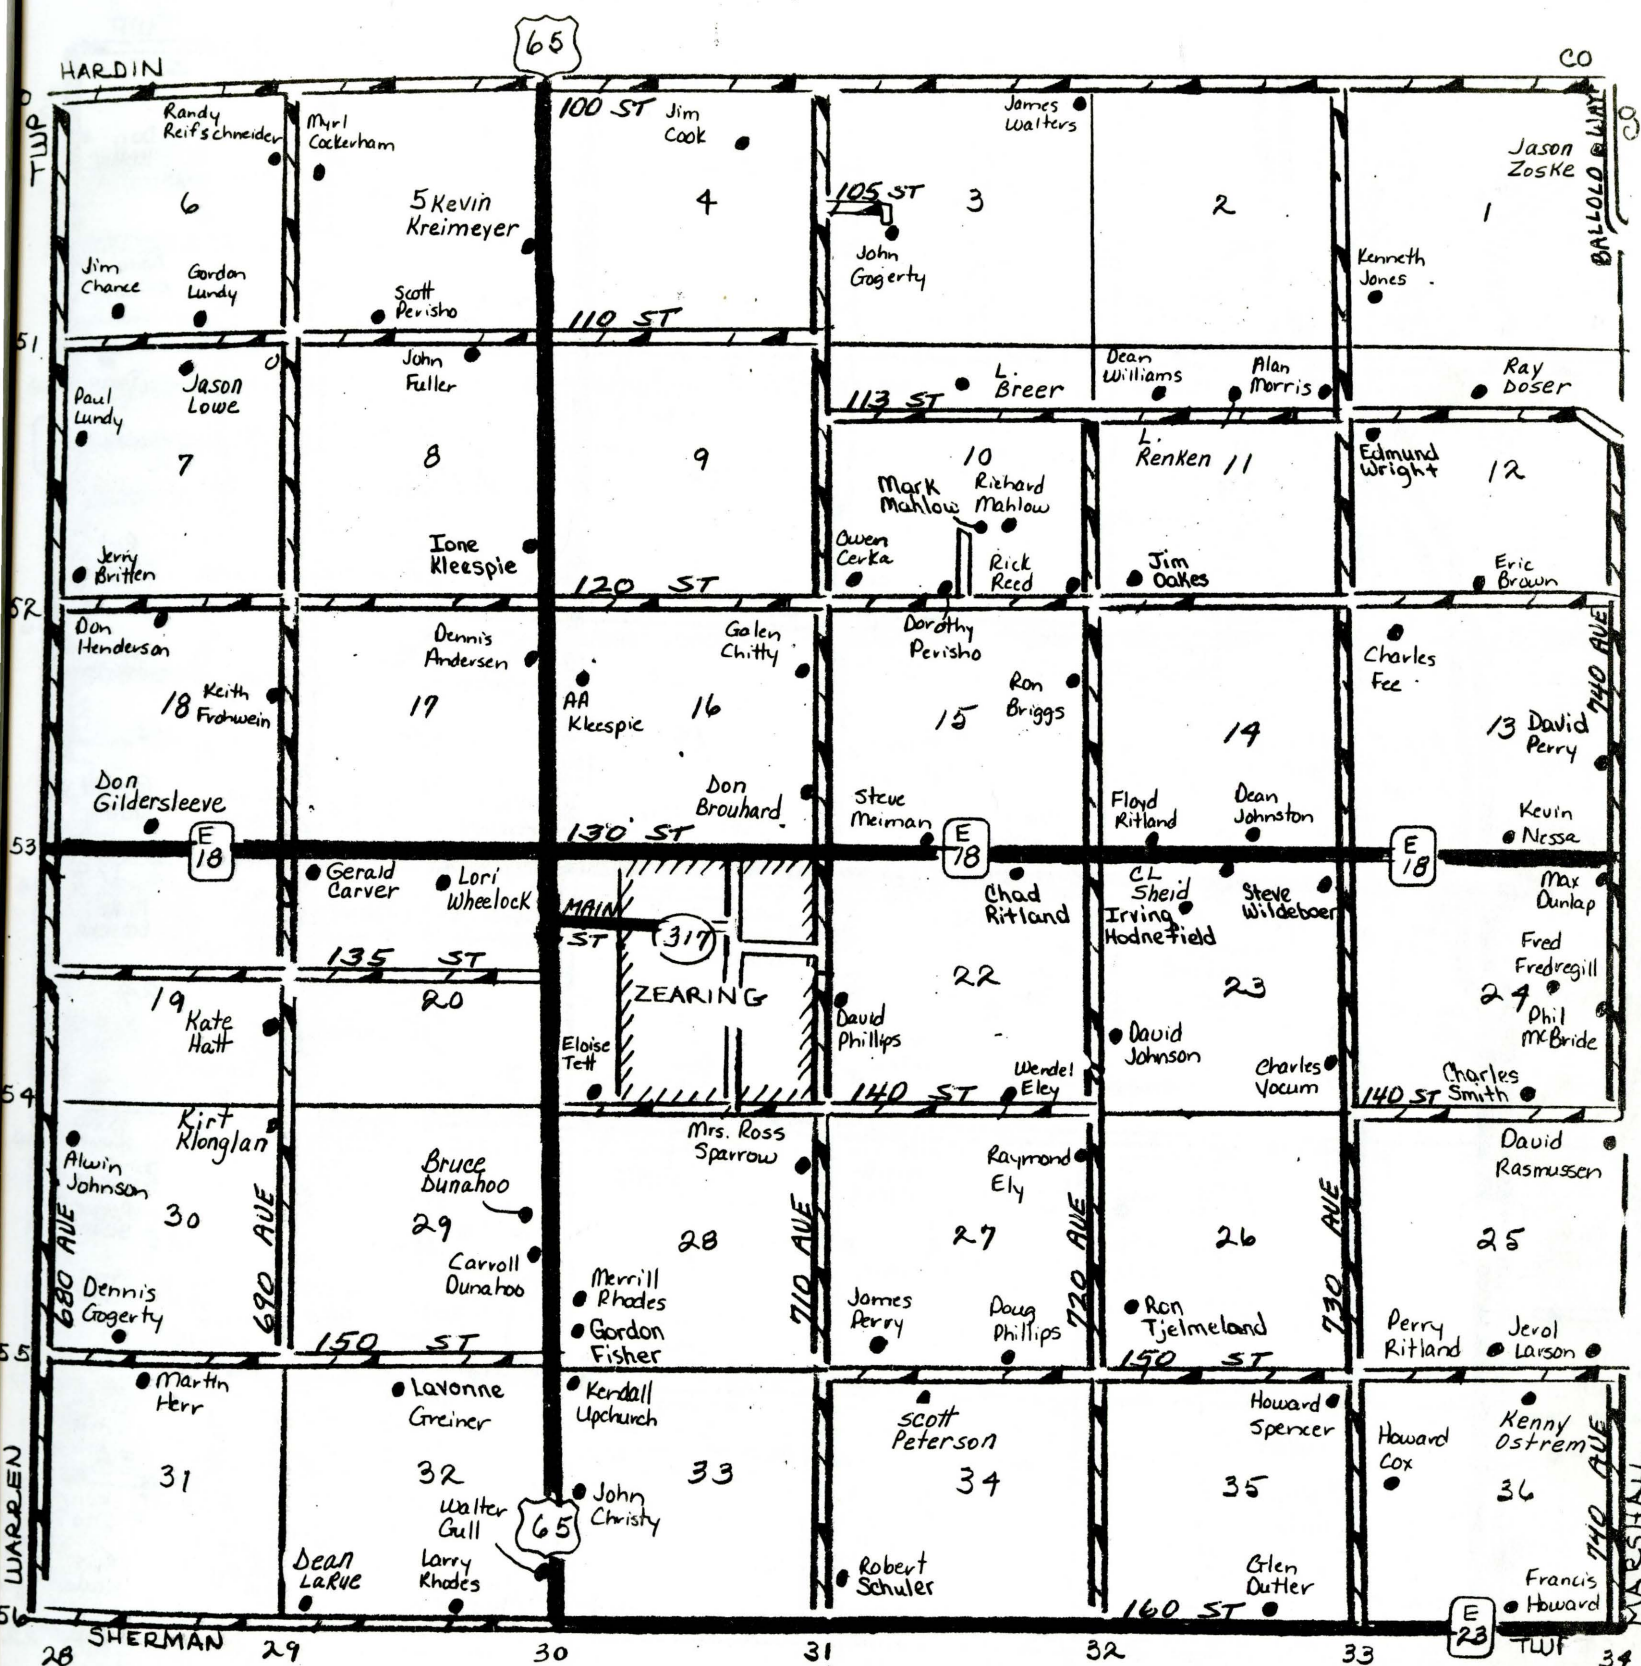 65
HARDIN
CO
TWP
100 ST
BALLOLO WAY
CO
Randy
Reifschneider
Myrl
Cockerham
Jim
Cook
James
Walters
Jason
Zoske
6
5 Kevin
Kreimeyer
4
105 ST
3
2
1
John
Gogerty
Kenneth
Jones
Jim
Chance
Gordon
Lundy
Scott
Perisho
110 ST
51
Jason
Lowe
John
Fuller
L.
Breer
Dean
Williams
Alan
Morris
Ray
Doser
Paul
Lundy
113 ST
7
8
9
10
L.
Renken
11
Edmund
Wright
12
Mark
Mahlow
Richard
Mahlow
Jerry
Britten
Ione
Kleespie
Owen
Cerka
Rick
Reed
Jim
Oakes
Eric
Brown
120 ST
52
Don
Henderson
Dennis
Andersen
Galen
Chitty
Dorothy
Perisho
Charles
Fee
740 AVE
18
Keith
Frohwein
17
AA
Kleespie
16
15
Ron
Briggs
14
13
David
Perry
Don
Gildersleeve
Don
Brouhard
Steve
Meiman
Floyd
Ritland
Dean
Johnston
Kevin
Nessa
53
E
18
130 ST
E
18
E
18
Gerald
Carver
Lori
Wheelock
MAIN
ST
317
Chad
Ritland
CL
Sheid
Irving
Hodnefield
Steve
Wildeboer
Max
Dunlap
135 ST
Fred
Fredregill
19
Kate
Hatt
20
ZEARING
22
23
24
Phil
McBride
Eloise
Tett
David
Phillips
David
Johnson
Wendel
Eley
Charles
Yocum
Charles
Smith
54
140 ST
140 ST
Kirt
Klonglan
Mrs. Ross
Sparrow
Raymond
Ely
David
Rasmussen
Alwin
Johnson
Bruce
Dunahoo
30
29
28
27
26
25
680 AVE
690 AVE
710 AVE
720 AVE
730 AVE
Carroll
Dunahoo
Dennis
Gogerty
Merrill
Rhodes
Gordon
Fisher
James
Perry
Doug
Phillips
Ron
Tjelmeland
Perry
Ritland
Jerol
Larson
55
150 ST
150 ST
Martin
Herr
Lavonne
Greiner
Kendall
Upchurch
Scott
Peterson
Howard
Spencer
Howard
Cox
Kenny
Ostrem
740 AVE
31
32
33
34
35
36
WARREN
Walter
Gull
65
John
Christy
Dean
LaRue
Larry
Rhodes
Robert
Schuler
Glen
Dutler
Francis
Howard
160 ST
E
23
56
SHERMAN
TWP
28
29
30
31
32
33
34